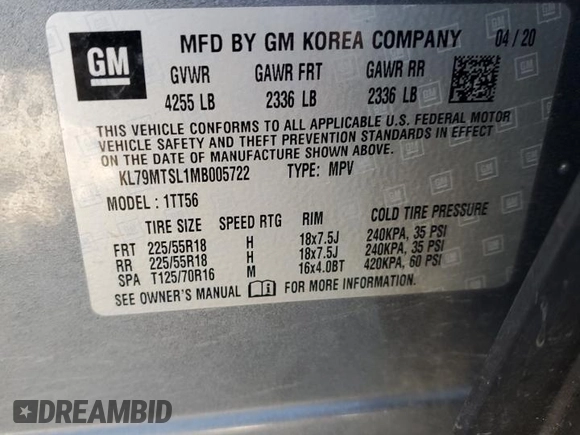 GM
MFD BY GM KOREA COMPANY 04/20
GVWR GAWR FRT GAWR RR
4255 LB 2336 LB 2336 LB
THIS VEHICLE CONFORMS TO ALL APPLICABLE U.S. FEDERAL MOTOR
VEHICLE SAFETY AND THEFT PREVENTION STANDARDS IN EFFECT
ON THE DATE OF MANUFACTURE SHOWN ABOVE.
KL79MTSL1MB005722 TYPE: MPV
MODEL : 1TT56
TIRE SIZE SPEED RTG RIM COLD TIRE PRESSURE
FRT 225/55R18 H 18x7.5J 240KPA, 35 PSI
RR 225/55R18 H 18x7.5J 240KPA, 35 PSI
SPA T125/70R16 M 16x4.0BT 420KPA, 60 PSI
SEE OWNER'S MANUAL FOR MORE INFORMATION.
DREAMBID